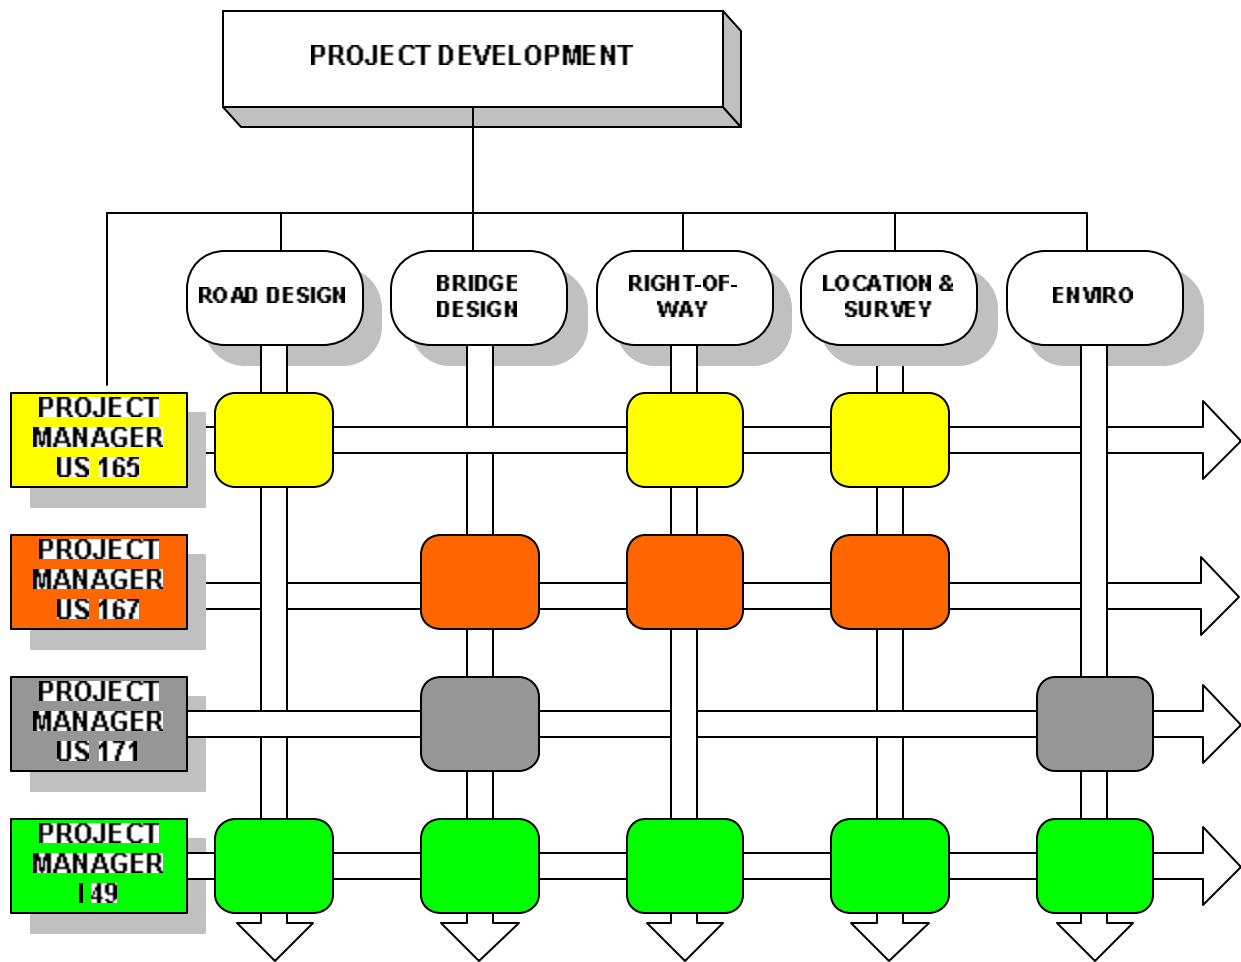 PROJECT DEVELOPMENT
ROAD DESIGN
BRIDGE
DESIGN
RIGHT-OF-
WAY
LOCATION &
SURVEY
ENVIRO
PROJECT
MANAGER
US 165
PROJECT
MANAGER
US 167
PROJECT
MANAGER
US 171
PROJECT
MANAGER
I 49